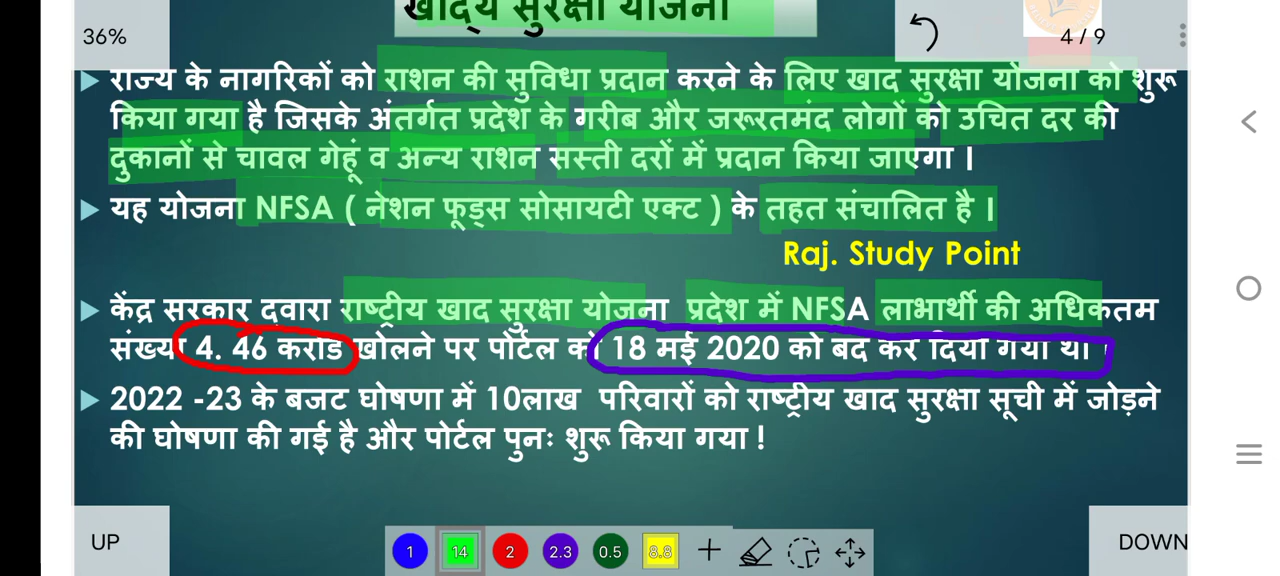 खाद्य सुरक्षा योजना
36%
4 / 9
राज्य के नागरिकों को राशन की सुविधा प्रदान करने के लिए खाद सुरक्षा योजना को शुरू
किया गया है जिसके अंतर्गत प्रदेश के गरीब और जरूरतमंद लोगों को उचित दर की
दुकानों से चावल गेहूं व अन्य राशन सस्ती दरों में प्रदान किया जाएगा ।
यह योजना NFSA ( नेशन फूड्स सोसायटी एक्ट ) के तहत संचालित है ।
Raj. Study Point
केंद्र सरकार दवारा राष्ट्रीय खाद सुरक्षा योजना प्रदेश में NFSA लाभार्थी की अधिकतम
संख्या 4. 46 करोड खोलने पर पोर्टल को 18 मई 2020 को बंद कर दिया गया था ।
2022 -23 के बजट घोषणा में 10लाख परिवारों को राष्ट्रीय खाद सुरक्षा सूची में जोड़ने
की घोषणा की गई है और पोर्टल पुनः शुरू किया गया !
UP
1 14 2 2.3 0.5 8.8
DOWN